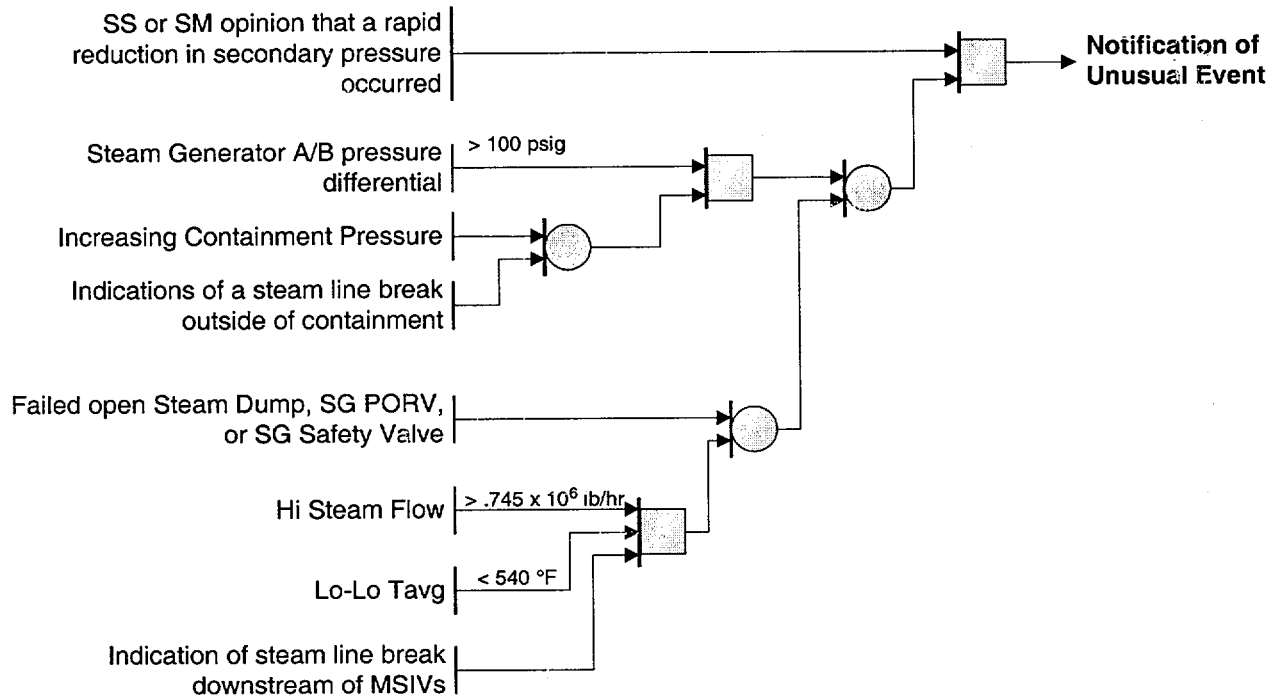 SS or SM opinion that a rapid
reduction in secondary pressure
occurred
Notification of
Unusual Event
Steam Generator A/B pressure
differential
> 100 psig
Increasing Containment Pressure
Indications of a steam line break
outside of containment
Failed open Steam Dump, SG PORV,
or SG Safety Valve
Hi Steam Flow
> .745 x 10⁶ lb/hr
Lo-Lo Tavg
< 540 °F
Indication of steam line break
downstream of MSIVs